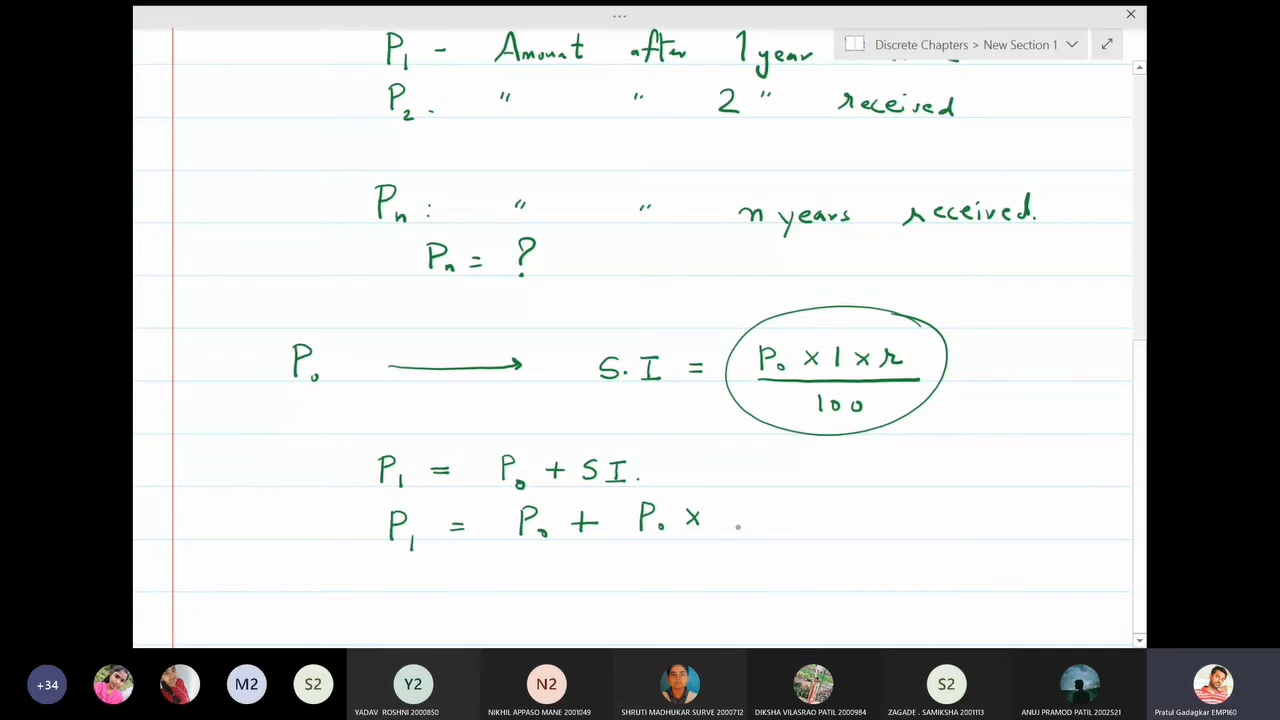 P₁ - Amount after 1 year
Discrete Chapters > New Section 1
P₂. " " 2 " received
Pₙ : " " n years received.
Pₙ = ?
P₀ → S.I = P₀ × 1 × r / 100
P₁ = P₀ + SI.
P₁ = P₀ + P₀ ×
+34
M2
S2
Y2
N2
S2
YADAV . ROSHNI 2000850
NIKHIL APPASO MANE 2001049
SHRUTI MADHUKAR SURVE 2000712
DIKSHA VILASRAO PATIL 2000984
ZAGADE . SAMIKSHA 2001113
ANUJ PRAMOD PATIL 2002521
Pratul Gadagkar EMP160